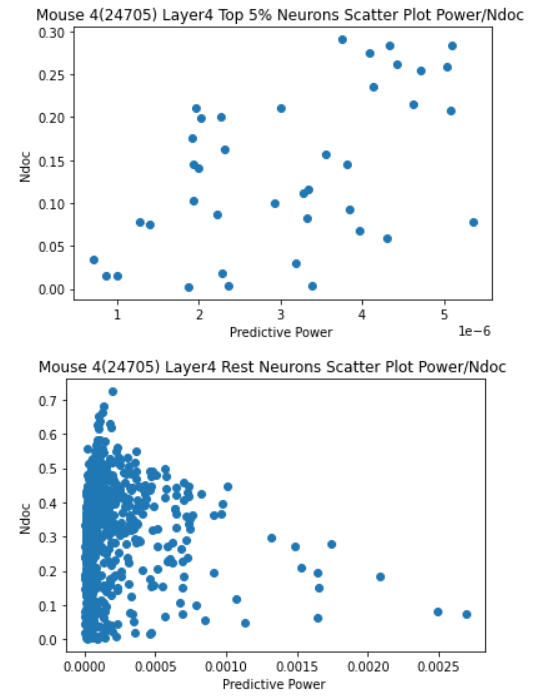 Mouse 4(24705) Layer4 Top 5% Neurons Scatter Plot Power/Ndoc
0.30
0.25
0.20
0.15
0.10
0.05
0.00
Ndoc
1 2 3 4 5
Predictive Power
1e−6
Mouse 4(24705) Layer4 Rest Neurons Scatter Plot Power/Ndoc
0.7
0.6
0.5
0.4
0.3
0.2
0.1
0.0
Ndoc
0.0000 0.0005 0.0010 0.0015 0.0020 0.0025
Predictive Power